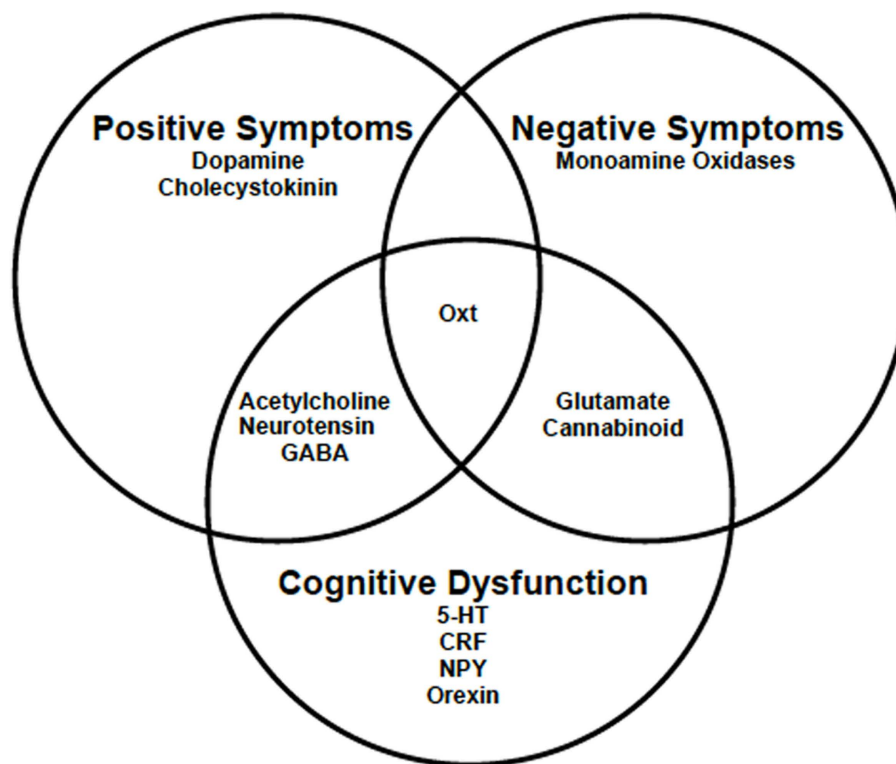 Positive Symptoms
Dopamine
Cholecystokinin
Negative Symptoms
Monoamine Oxidases
Oxt
Acetylcholine
Neurotensin
GABA
Glutamate
Cannabinoid
Cognitive Dysfunction
5-HT
CRF
NPY
Orexin